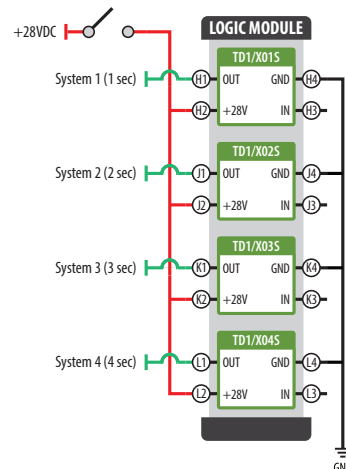 LOGIC MODULE
+28VDC
TD1/X01S
System 1 (1 sec) H1 OUT GND H4
H2 +28V IN H3
TD1/X02S
System 2 (2 sec) J1 OUT GND J4
J2 +28V IN J3
TD1/X03S
System 3 (3 sec) K1 OUT GND K4
K2 +28V IN K3
TD1/X04S
System 4 (4 sec) L1 OUT GND L4
L2 +28V IN L3